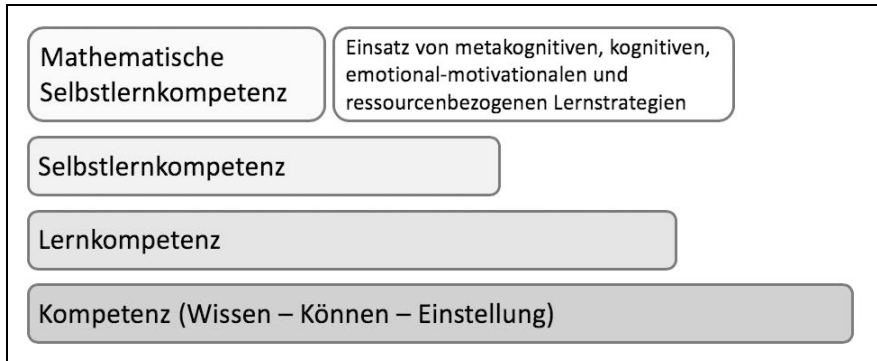 Mathematische
Selbstlernkompetenz
Einsatz von metakognitiven, kognitiven,
emotional-motivationalen und
ressourcenbezogenen Lernstrategien
Selbstlernkompetenz
Lernkompetenz
Kompetenz (Wissen – Können – Einstellung)